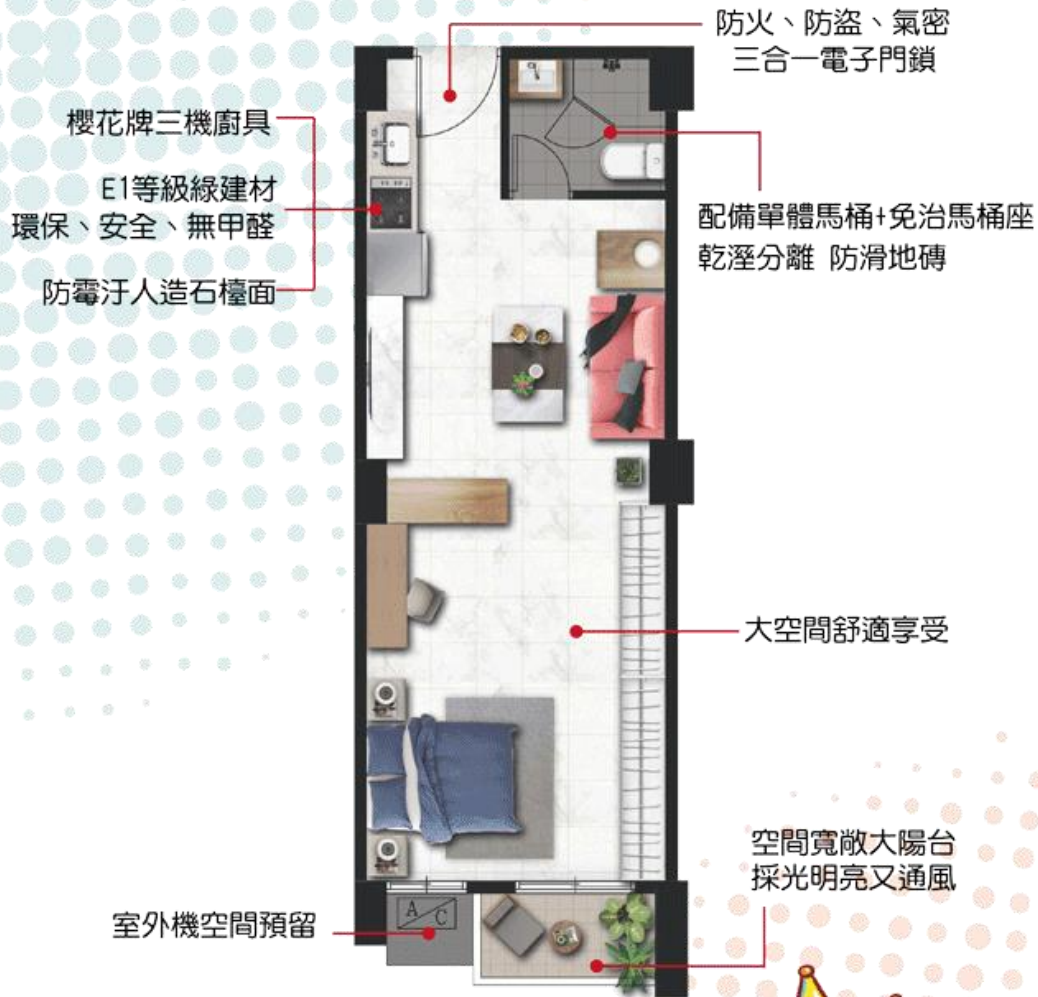 防火、防盜、氣密
三合一電子門鎖
櫻花牌三機廚具
E1等級綠建材
環保、安全、無甲醛
防霉汙人造石檯面
配備單體馬桶+免治馬桶座
乾溼分離 防滑地磚
大空間舒適享受
空間寬敞大陽台
採光明亮又通風
室外機空間預留
A/C